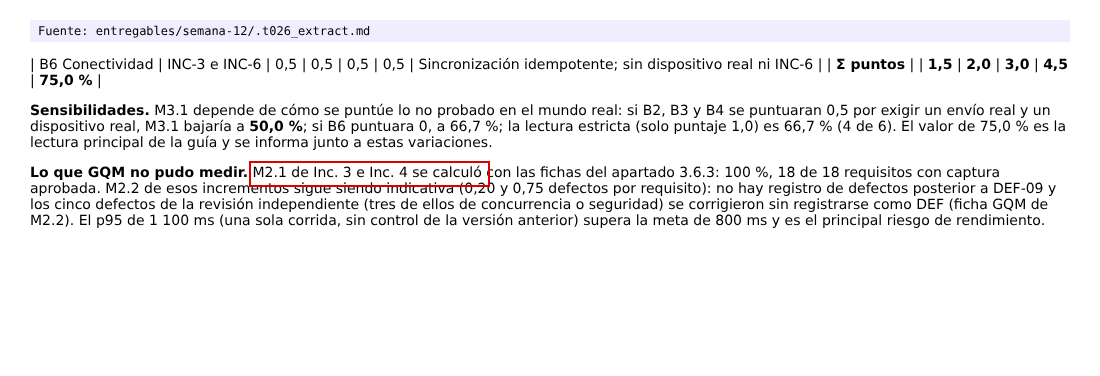 Fuente: entregables/semana-12/.t026_extract.md
| B6 Conectividad | INC-3 e INC-6 | 0,5 | 0,5 | 0,5 | 0,5 | Sincronización idempotente; sin dispositivo real ni INC-6 | | Σ puntos | | 1,5 | 2,0 | 3,0 | 4,5
| 75,0 % |
Sensibilidades. M3.1 depende de cómo se puntúe lo no probado en el mundo real: si B2, B3 y B4 se puntuaran 0,5 por exigir un envío real y un
dispositivo real, M3.1 bajaría a 50,0 %; si B6 puntuara 0, a 66,7 %; la lectura estricta (solo puntaje 1,0) es 66,7 % (4 de 6). El valor de 75,0 % es la
lectura principal de la guía y se informa junto a estas variaciones.
Lo que GQM no pudo medir. M2.1 de Inc. 3 e Inc. 4 se calculó con las fichas del apartado 3.6.3: 100 %, 18 de 18 requisitos con captura
aprobada. M2.2 de esos incrementos sigue siendo indicativa (0,20 y 0,75 defectos por requisito): no hay registro de defectos posterior a DEF-09 y
los cinco defectos de la revisión independiente (tres de ellos de concurrencia o seguridad) se corrigieron sin registrarse como DEF (ficha GQM de
M2.2). El p95 de 1 100 ms (una sola corrida, sin control de la versión anterior) supera la meta de 800 ms y es el principal riesgo de rendimiento.